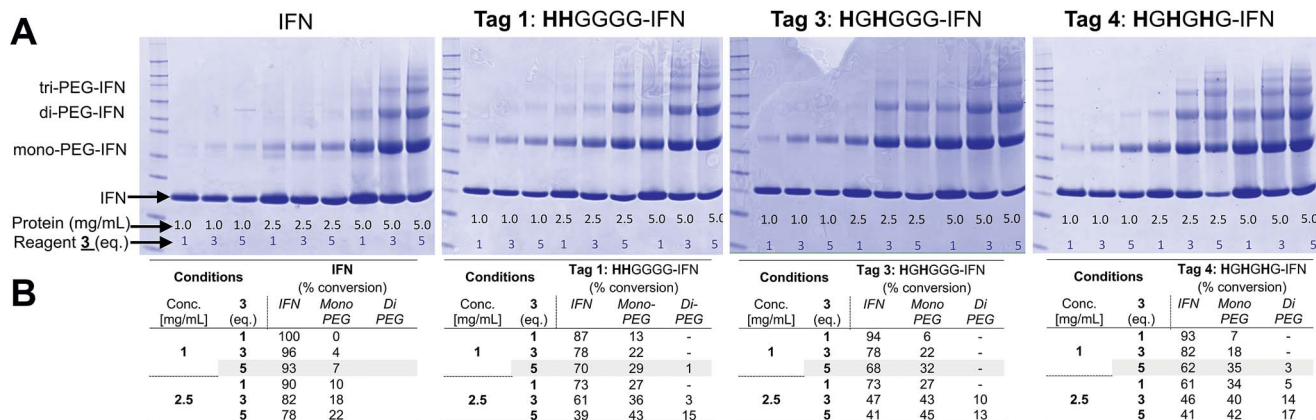 A
IFN
Tag 1: HHGGGG-IFN
Tag 3: HGHGGG-IFN
Tag 4: HGHGHG-IFN
tri-PEG-IFN
di-PEG-IFN
mono-PEG-IFN
IFN
Protein (mg/mL) 1.0 1.0 1.0 2.5 2.5 2.5 5.0 5.0 5.0
Reagent 3 (eq.) 1 3 5 1 3 5 1 3 5
1.0 1.0 1.0 2.5 2.5 2.5 5.0 5.0 5.0
1 3 5 1 3 5 1 3 5
1.0 1.0 1.0 2.5 2.5 2.5 5.0 5.0 5.0
1 3 5 1 3 5 1 3 5
1.0 1.0 1.0 2.5 2.5 2.5 5.0 5.0 5.0
1 3 5 1 3 5 1 3 5
B
Conditions IFN
(% conversion)
Conc. 3 IFN Mono Di
[mg/mL] (eq.) PEG PEG
1 100 0
1 3 96 4
5 93 7
1 90 10
2.5 3 82 18
5 78 22
Conditions Tag 1: HHGGGG-IFN
(% conversion)
Conc. 3 IFN Mono- Di-
[mg/mL] (eq.) PEG PEG
1 87 13 -
1 3 78 22 -
5 70 29 1
1 73 27 -
2.5 3 61 36 3
5 39 43 15
Conditions Tag 3: HGHGGG-IFN
(% conversion)
Conc. 3 IFN Mono Di
[mg/mL] (eq.) PEG PEG
1 94 6 -
1 3 78 22 -
5 68 32 -
1 73 27 -
2.5 3 47 43 10
5 41 45 13
Conditions Tag 4: HGHGHG-IFN
(% conversion)
Conc. 3 IFN Mono Di
[mg/mL] (eq.) PEG PEG
1 93 7 -
1 3 82 18 -
5 62 35 3
1 61 34 5
2.5 3 46 40 14
5 41 42 17